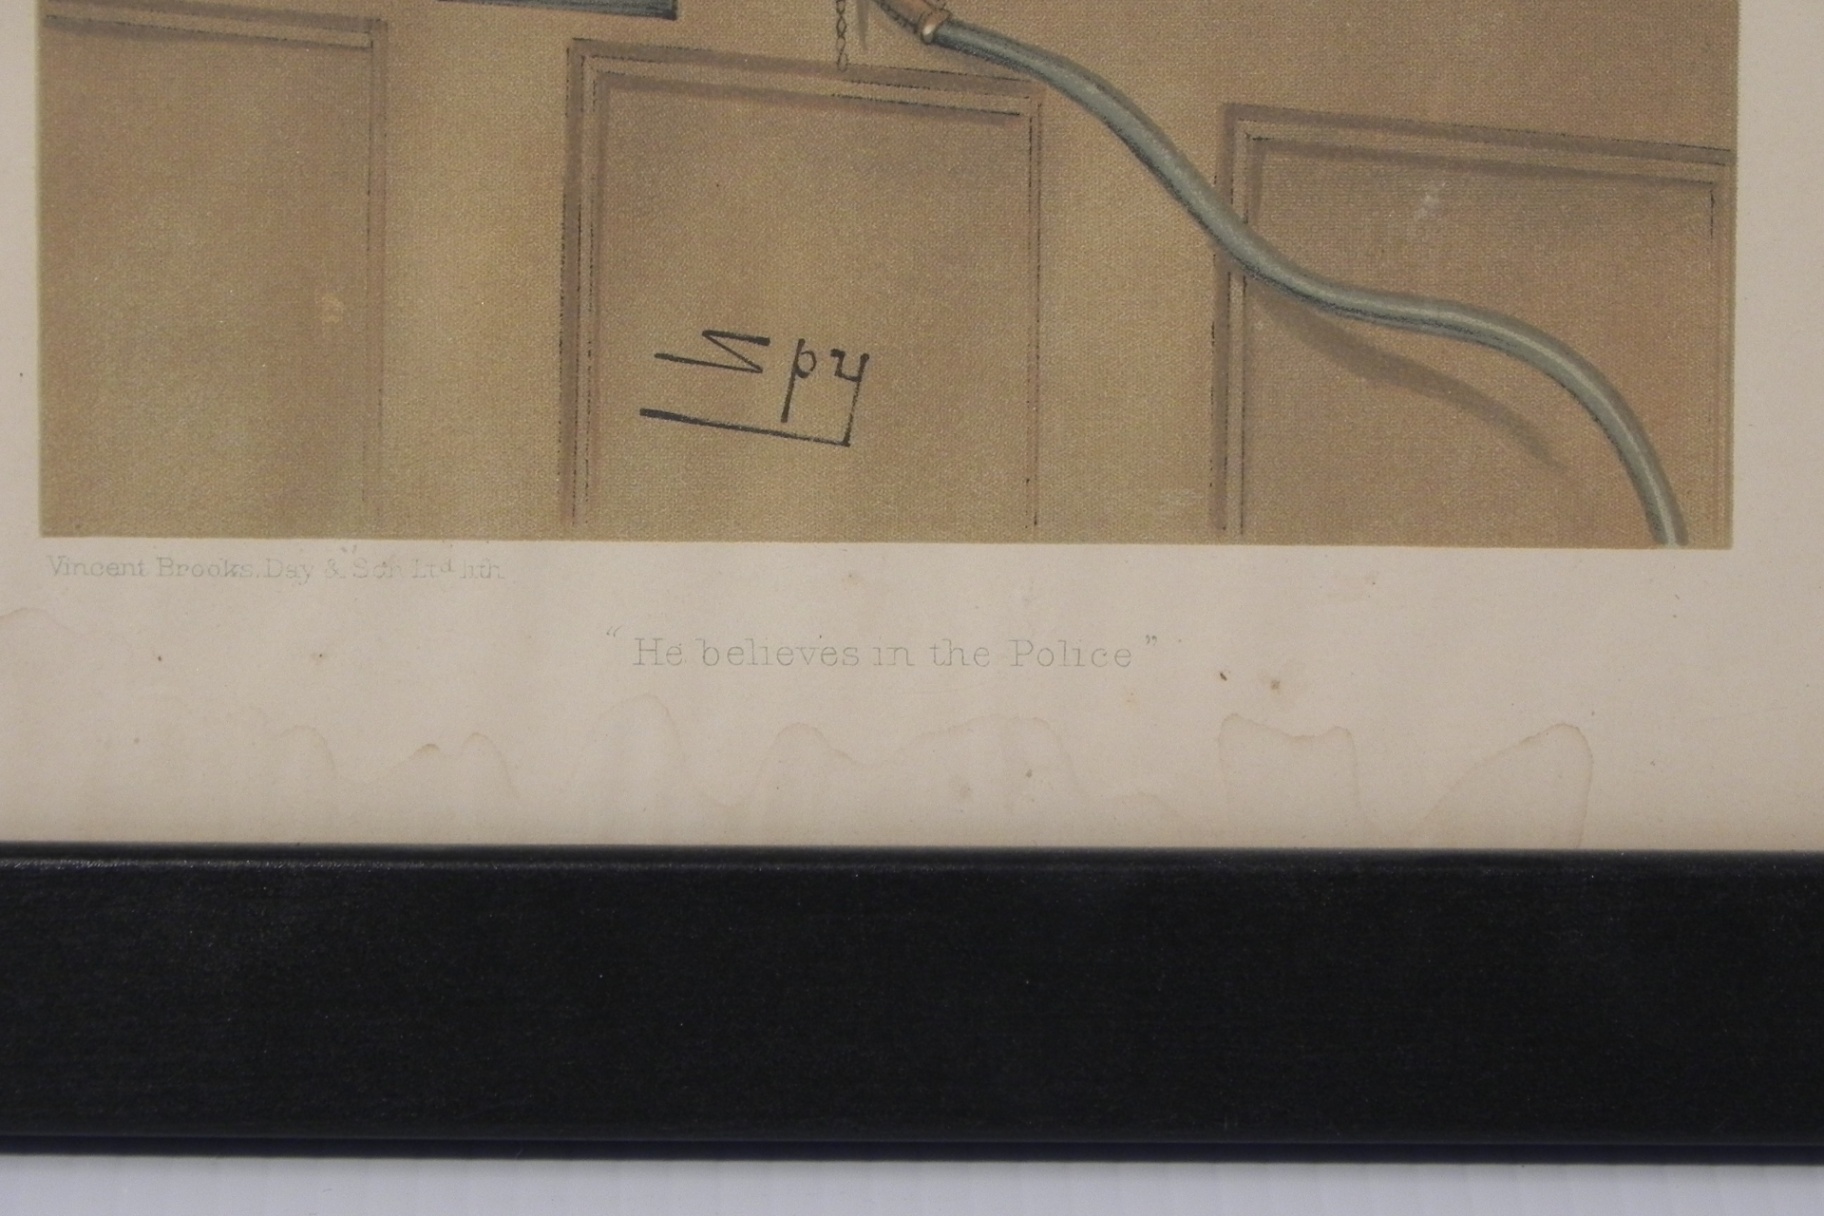 Spy
Vincent Brooks, Day & Son Ltd lith.
"He believes in the Police"